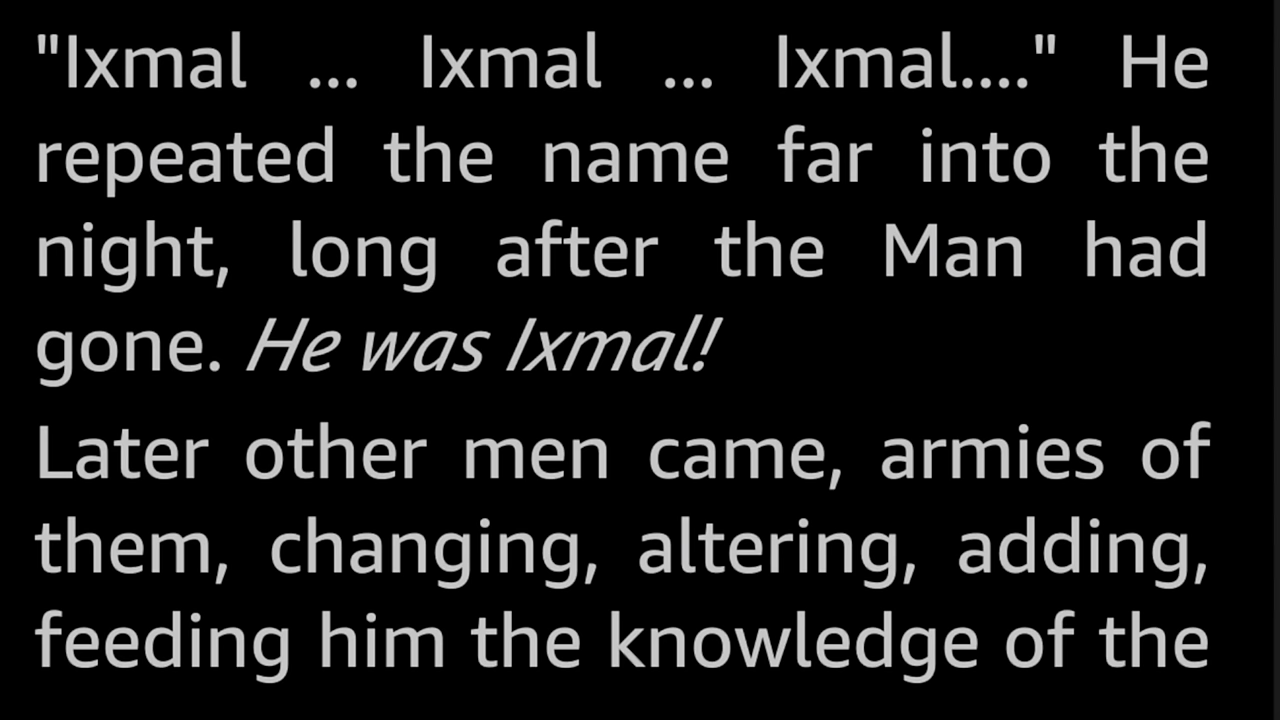 "Ixmal ... Ixmal ... Ixmal...." He
repeated the name far into the
night, long after the Man had
gone. He was Ixmal!
Later other men came, armies of
them, changing, altering, adding,
feeding him the knowledge of the